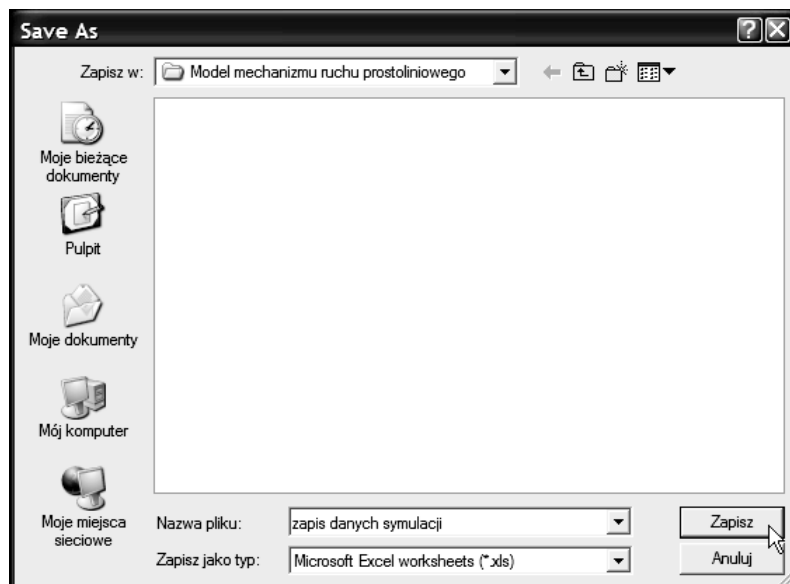 Save As
Zapisz w:
Model mechanizmu ruchu prostoliniowego
Moje bieżące
dokumenty
Pulpit
Moje dokumenty
Mój komputer
Moje miejsca
sieciowe
Nazwa pliku:
zapis danych symulacji
Zapisz
Zapisz jako typ:
Microsoft Excel worksheets (*.xls)
Anuluj